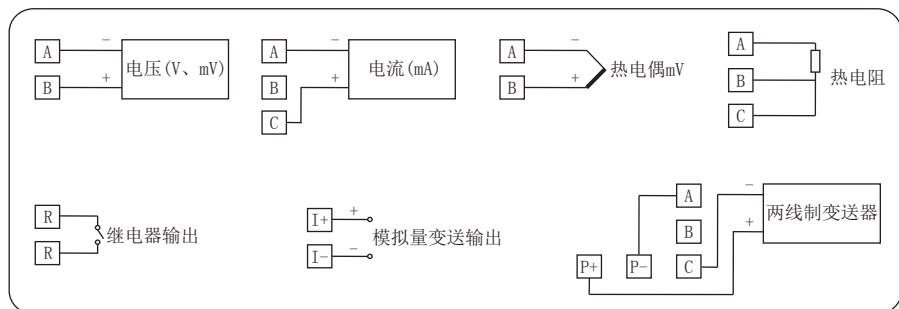 A
−
电压(V、mV)
B
+
A
−
电流(mA)
B
+
C
A
−
热电偶mV
B
+
A
B
热电阻
C
R
继电器输出
R
I+
+
模拟量变送输出
I−
−
A
−
两线制变送器
B
+
P+
P−
C